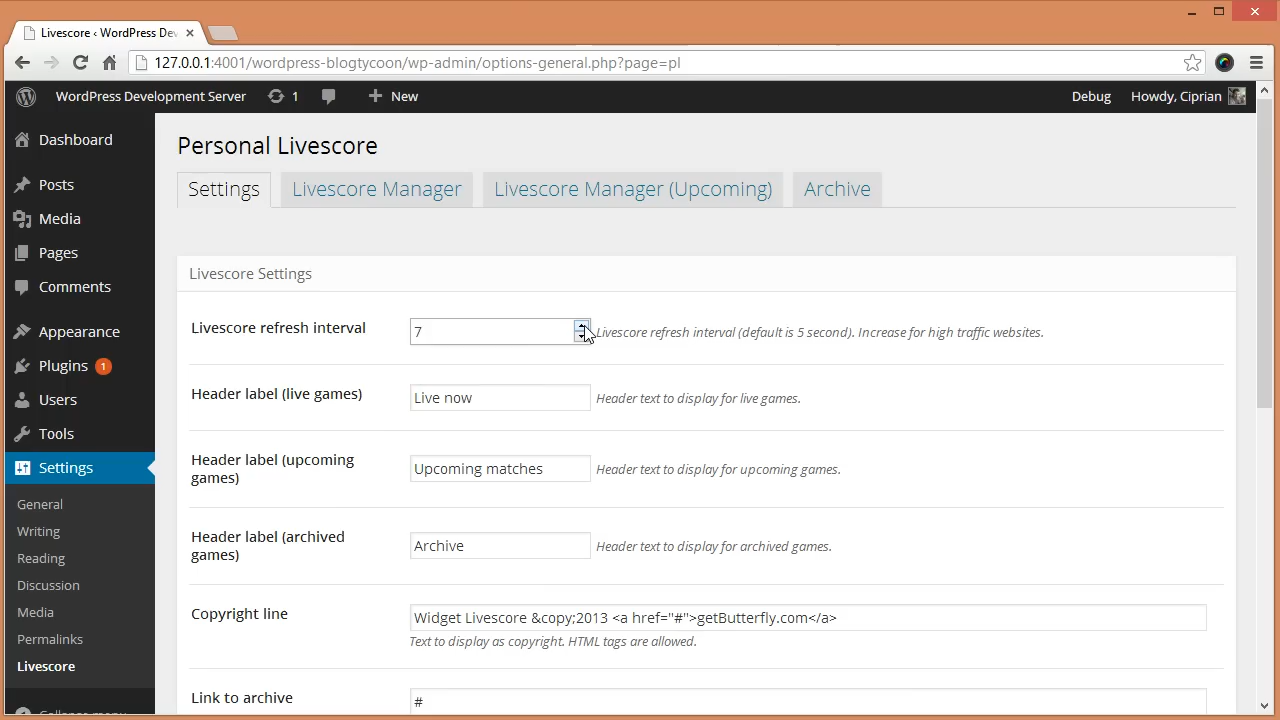 Livescore ‹ WordPress Dev
127.0.0.1:4001/wordpress-blogtycoon/wp-admin/options-general.php?page=pl
WordPress Development Server 1 New Debug Howdy, Ciprian
Dashboard
Posts
Media
Pages
Comments
Appearance
Plugins 1
Users
Tools
Settings
General
Writing
Reading
Discussion
Media
Permalinks
Livescore
Collapse menu
Personal Livescore
Settings Livescore Manager Livescore Manager (Upcoming) Archive
Livescore Settings
Livescore refresh interval 7 Livescore refresh interval (default is 5 second). Increase for high traffic websites.
Header label (live games) Live now Header text to display for live games.
Header label (upcoming
games) Upcoming matches Header text to display for upcoming games.
Header label (archived
games) Archive Header text to display for archived games.
Copyright line Widget Livescore &copy;2013 <a href="#">getButterfly.com</a>
Text to display as copyright. HTML tags are allowed.
Link to archive #